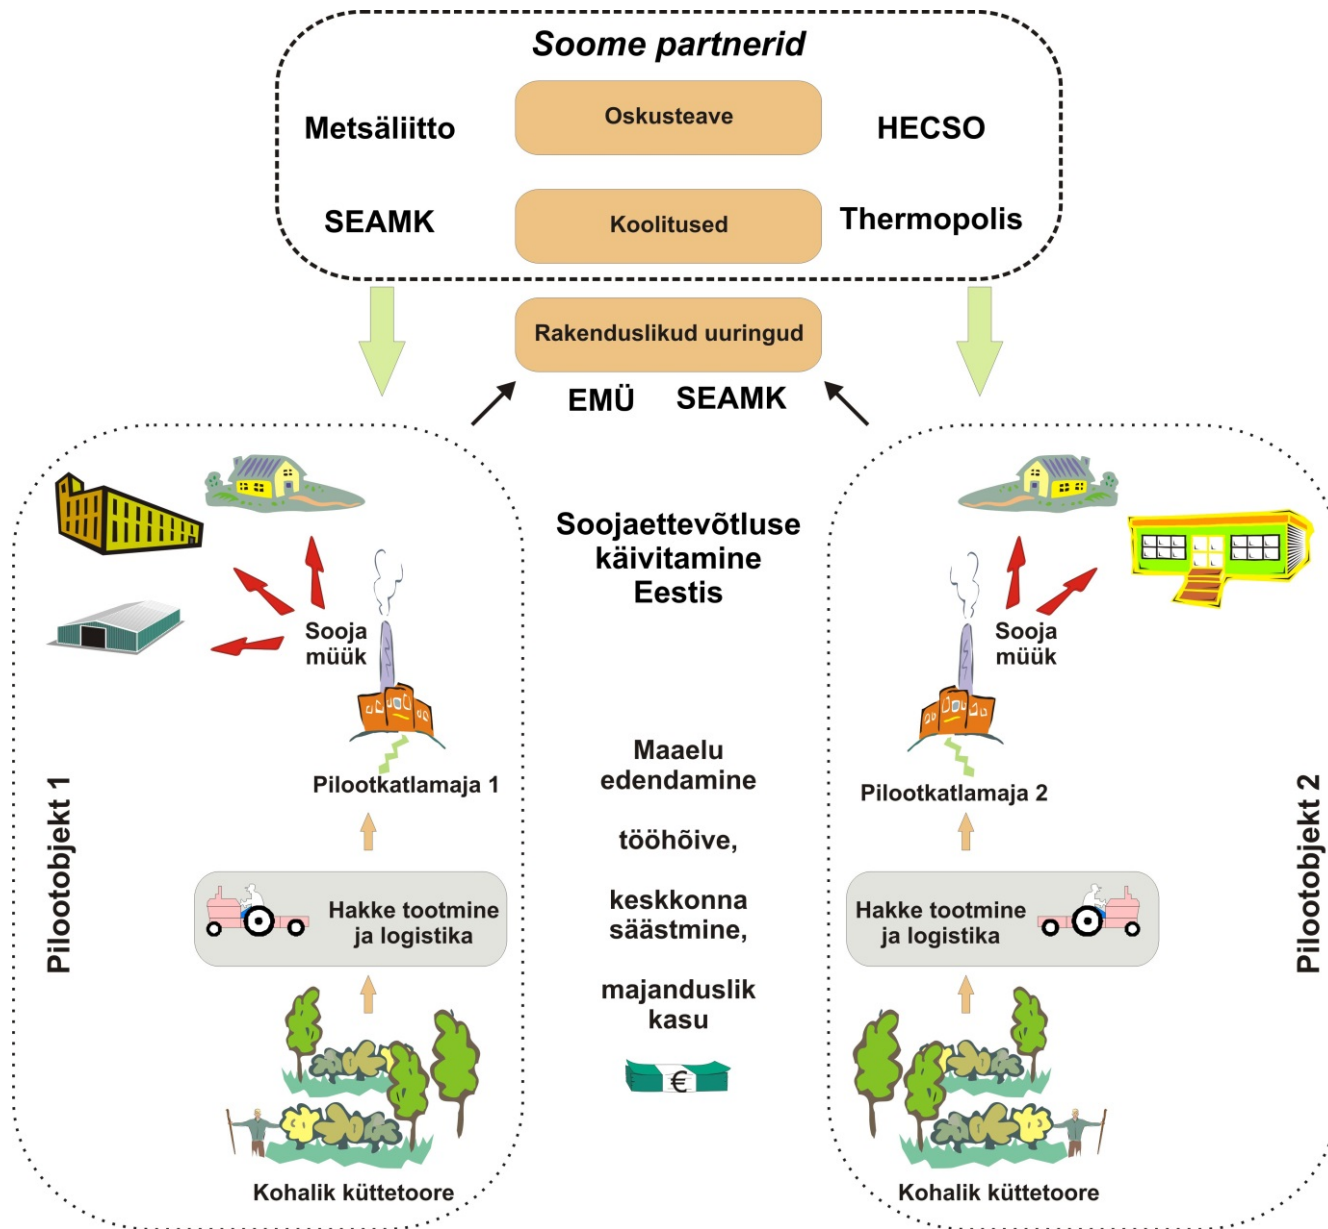 Soome partnerid
Oskusteave
Metsäliitto
HECSO
SEAMK
Koolitused
Thermopolis
Rakenduslikud uuringud
EMÜ
SEAMK
Soojaettevõtluse
käivitamine
Eestis
Sooja
müük
Pilootkatlamaja 1
Pilootobjekt 1
Hakke tootmine
ja logistika
Kohalik küttetoore
Maaelu
edendamine
tööhõive,
keskkonna
säästmine,
majanduslik
kasu
€
Sooja
müük
Pilootkatlamaja 2
Pilootobjekt 2
Hakke tootmine
ja logistika
Kohalik küttetoore